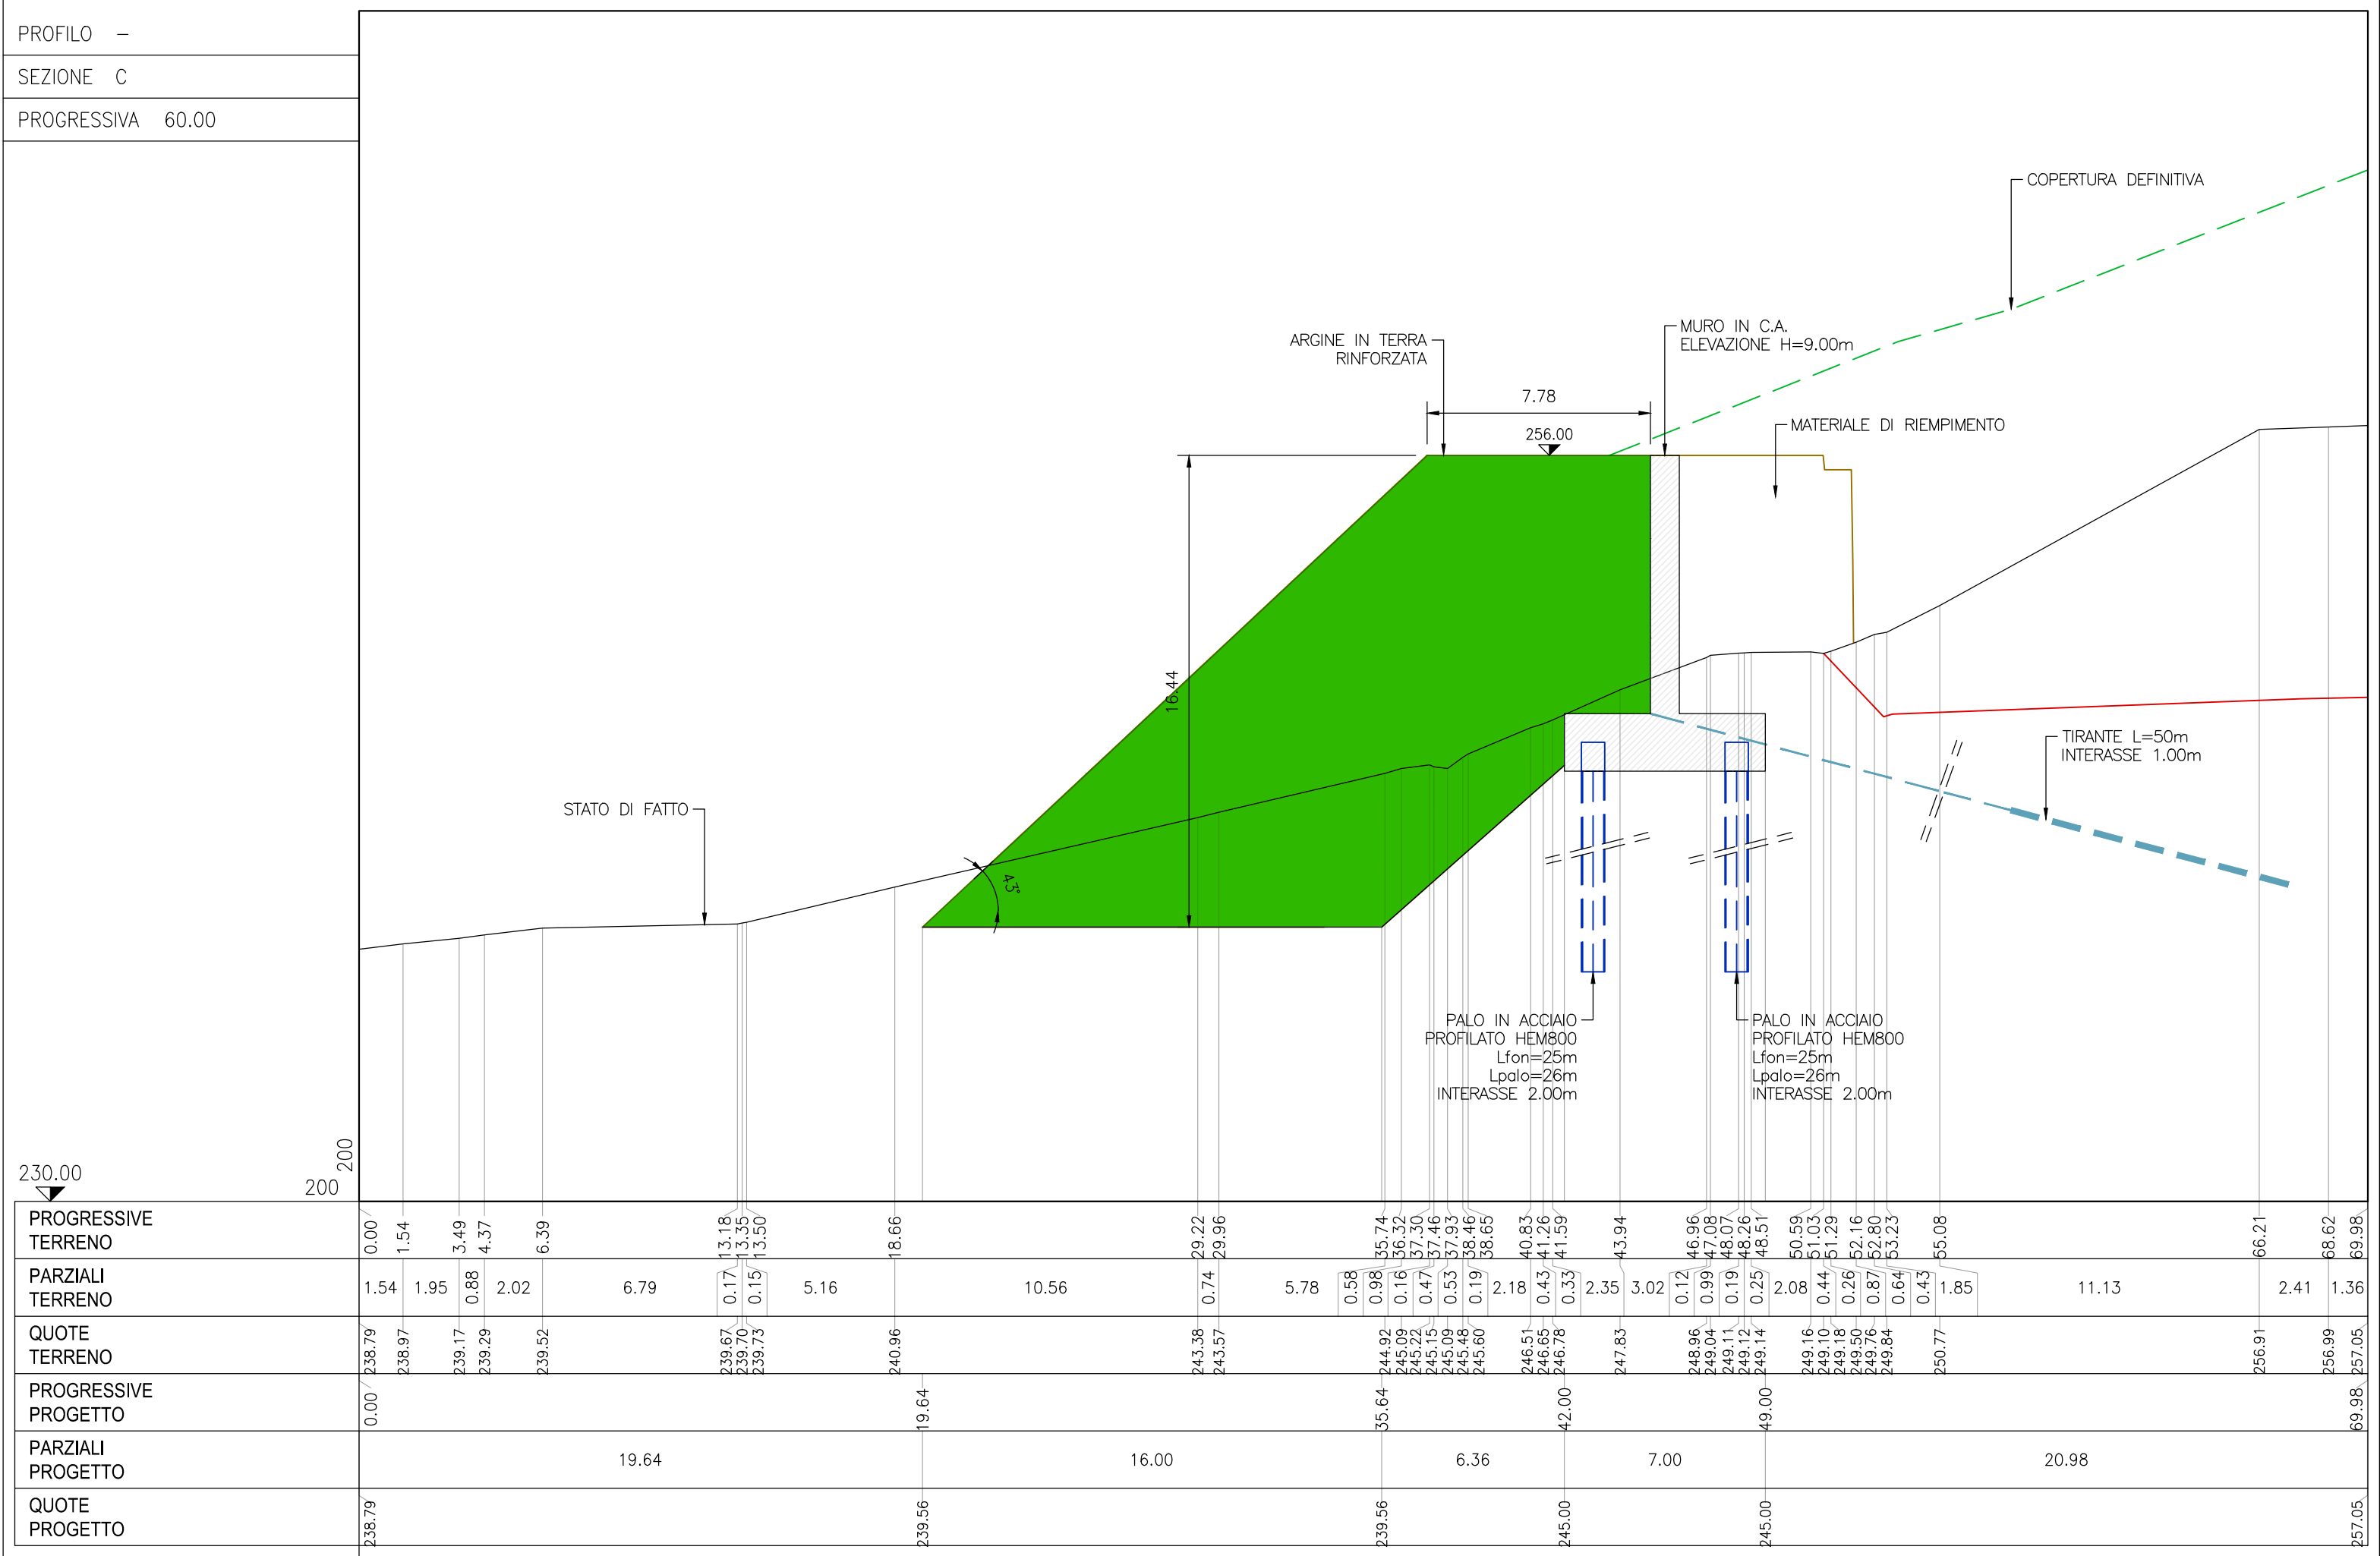 PROFILO -
SEZIONE C
PROGRESSIVA 60.00
COPERTURA DEFINITIVA
ARGINE IN TERRA
RINFORZATA
MURO IN C.A.
ELEVAZIONE H=9.00m
7.78
256.00
MATERIALE DI RIEMPIMENTO
16.44
TIRANTE L=50m
INTERASSE 1.00m
STATO DI FATTO
43°
PALO IN ACCIAIO
PROFILATO HEM800
Lfon=25m
Lpalo=26m
INTERASSE 2.00m
PALO IN ACCIAIO
PROFILATO HEM800
Lfon=25m
Lpalo=26m
INTERASSE 2.00m
230.00
200
200
PROGRESSIVE
TERRENO
0.00 1.54 3.49 4.37 6.39 13.18 13.35 13.50 18.66 29.22 29.96 35.74 36.32 37.30 37.46 37.93 38.46 38.65 40.83 41.26 41.59 43.94 46.96 47.08 48.07 48.26 48.51 50.59 51.03 51.29 52.16 52.80 53.23 55.08 66.21 68.62 69.98
PARZIALI
TERRENO
1.54 1.95 0.88 2.02 6.79 0.17 0.15 5.16 10.56 0.74 5.78 0.58 0.98 0.16 0.47 0.53 0.19 2.18 0.43 0.33 2.35 3.02 0.12 0.99 0.19 0.25 2.08 0.44 0.26 0.87 0.64 0.43 1.85 11.13 2.41 1.36
QUOTE
TERRENO
238.79 238.97 239.17 239.29 239.52 239.67 239.70 239.73 240.96 243.38 243.57 244.92 245.09 245.22 245.15 245.09 245.48 245.60 246.51 246.65 246.78 247.83 248.96 249.04 249.11 249.12 249.14 249.16 249.10 249.18 249.50 249.76 249.84 250.77 256.91 256.99 257.05
PROGRESSIVE
PROGETTO
0.00 19.64 35.64 42.00 49.00 69.98
PARZIALI
PROGETTO
19.64 16.00 6.36 7.00 20.98
QUOTE
PROGETTO
238.79 239.56 239.56 245.00 245.00 257.05